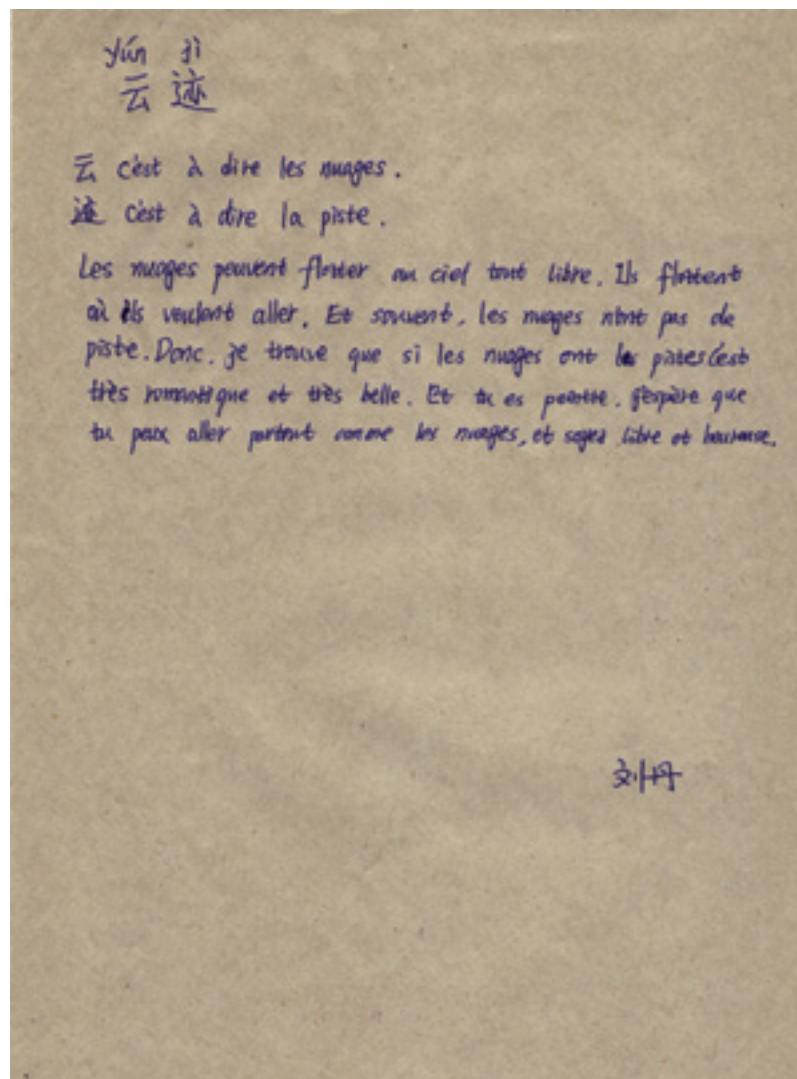 yún jì
云 迹
云 c'est à dire les nuages.
迹 c'est à dire la piste.
Les nuages peuvent flotter au ciel tout libre. Ils flottent
où ils veulent aller. Et souvent, les nuages n'ont pas de
piste. Donc, je trouve que si les nuages ont les pistes c'est
très romantique et très belle. Et tu es peintre. j'espère que
tu peux aller partout comme les nuages, et soyez libre et heureuse.
刘丹